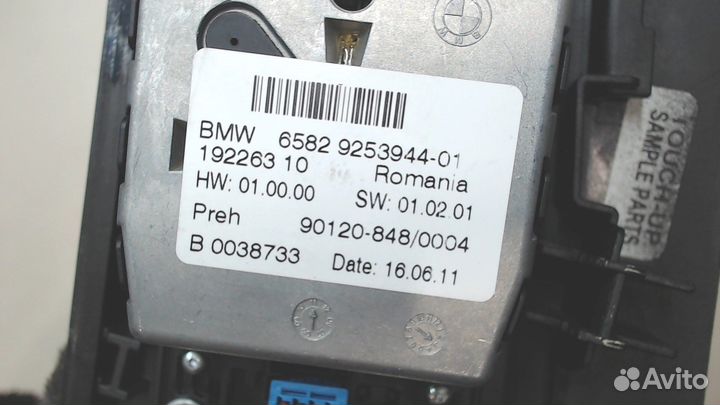 BMW
BMW 6582 9253944-01
192263 10 Romania
HW: 01.00.00 SW: 01.02.01
Preh 90120-848/0004
B 0038733 Date: 16.06.11
TOUCH-UP
SAMPLE PARTS
Avito